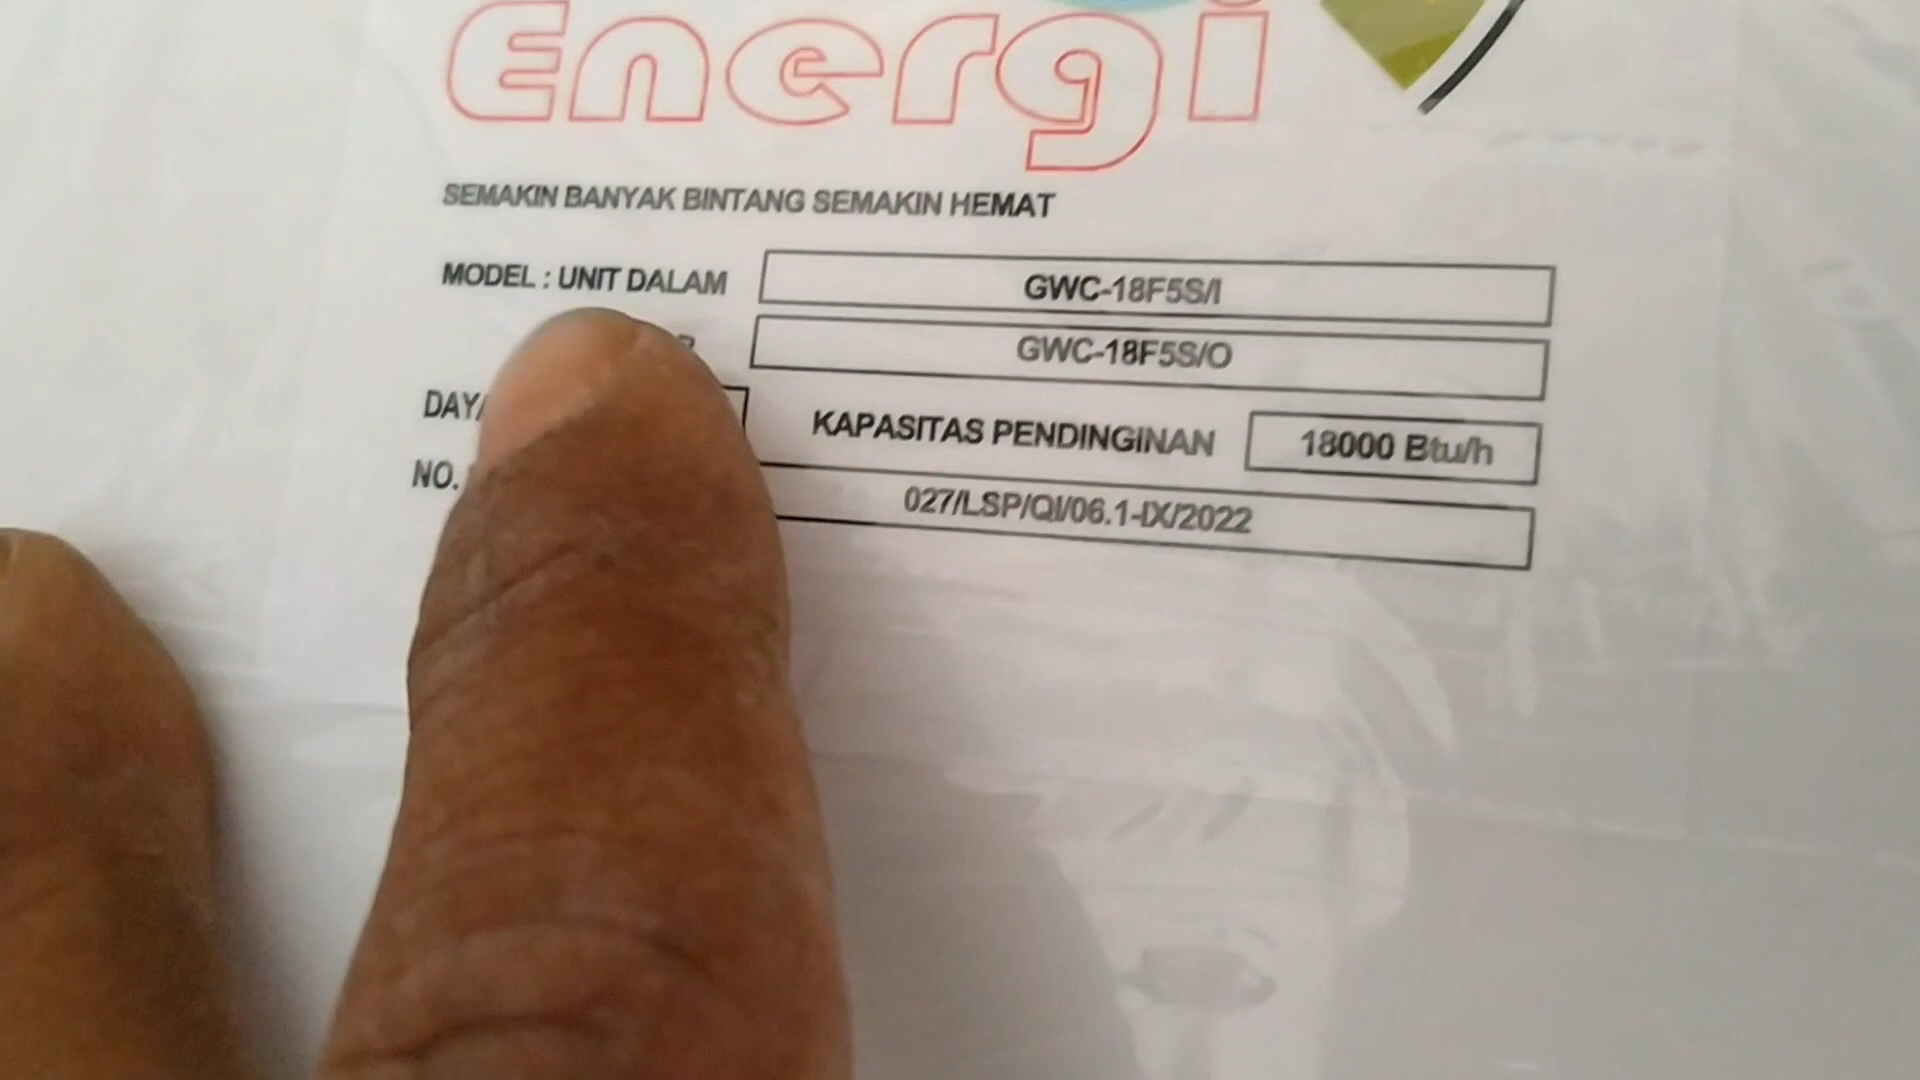 Energi
SEMAKIN BANYAK BINTANG SEMAKIN HEMAT
MODEL : UNIT DALAM GWC-18F5S/I
GWC-18F5S/O
KAPASITAS PENDINGINAN 18000 Btu/h
NO. 027/LSP/QI/06.1-IX/2022